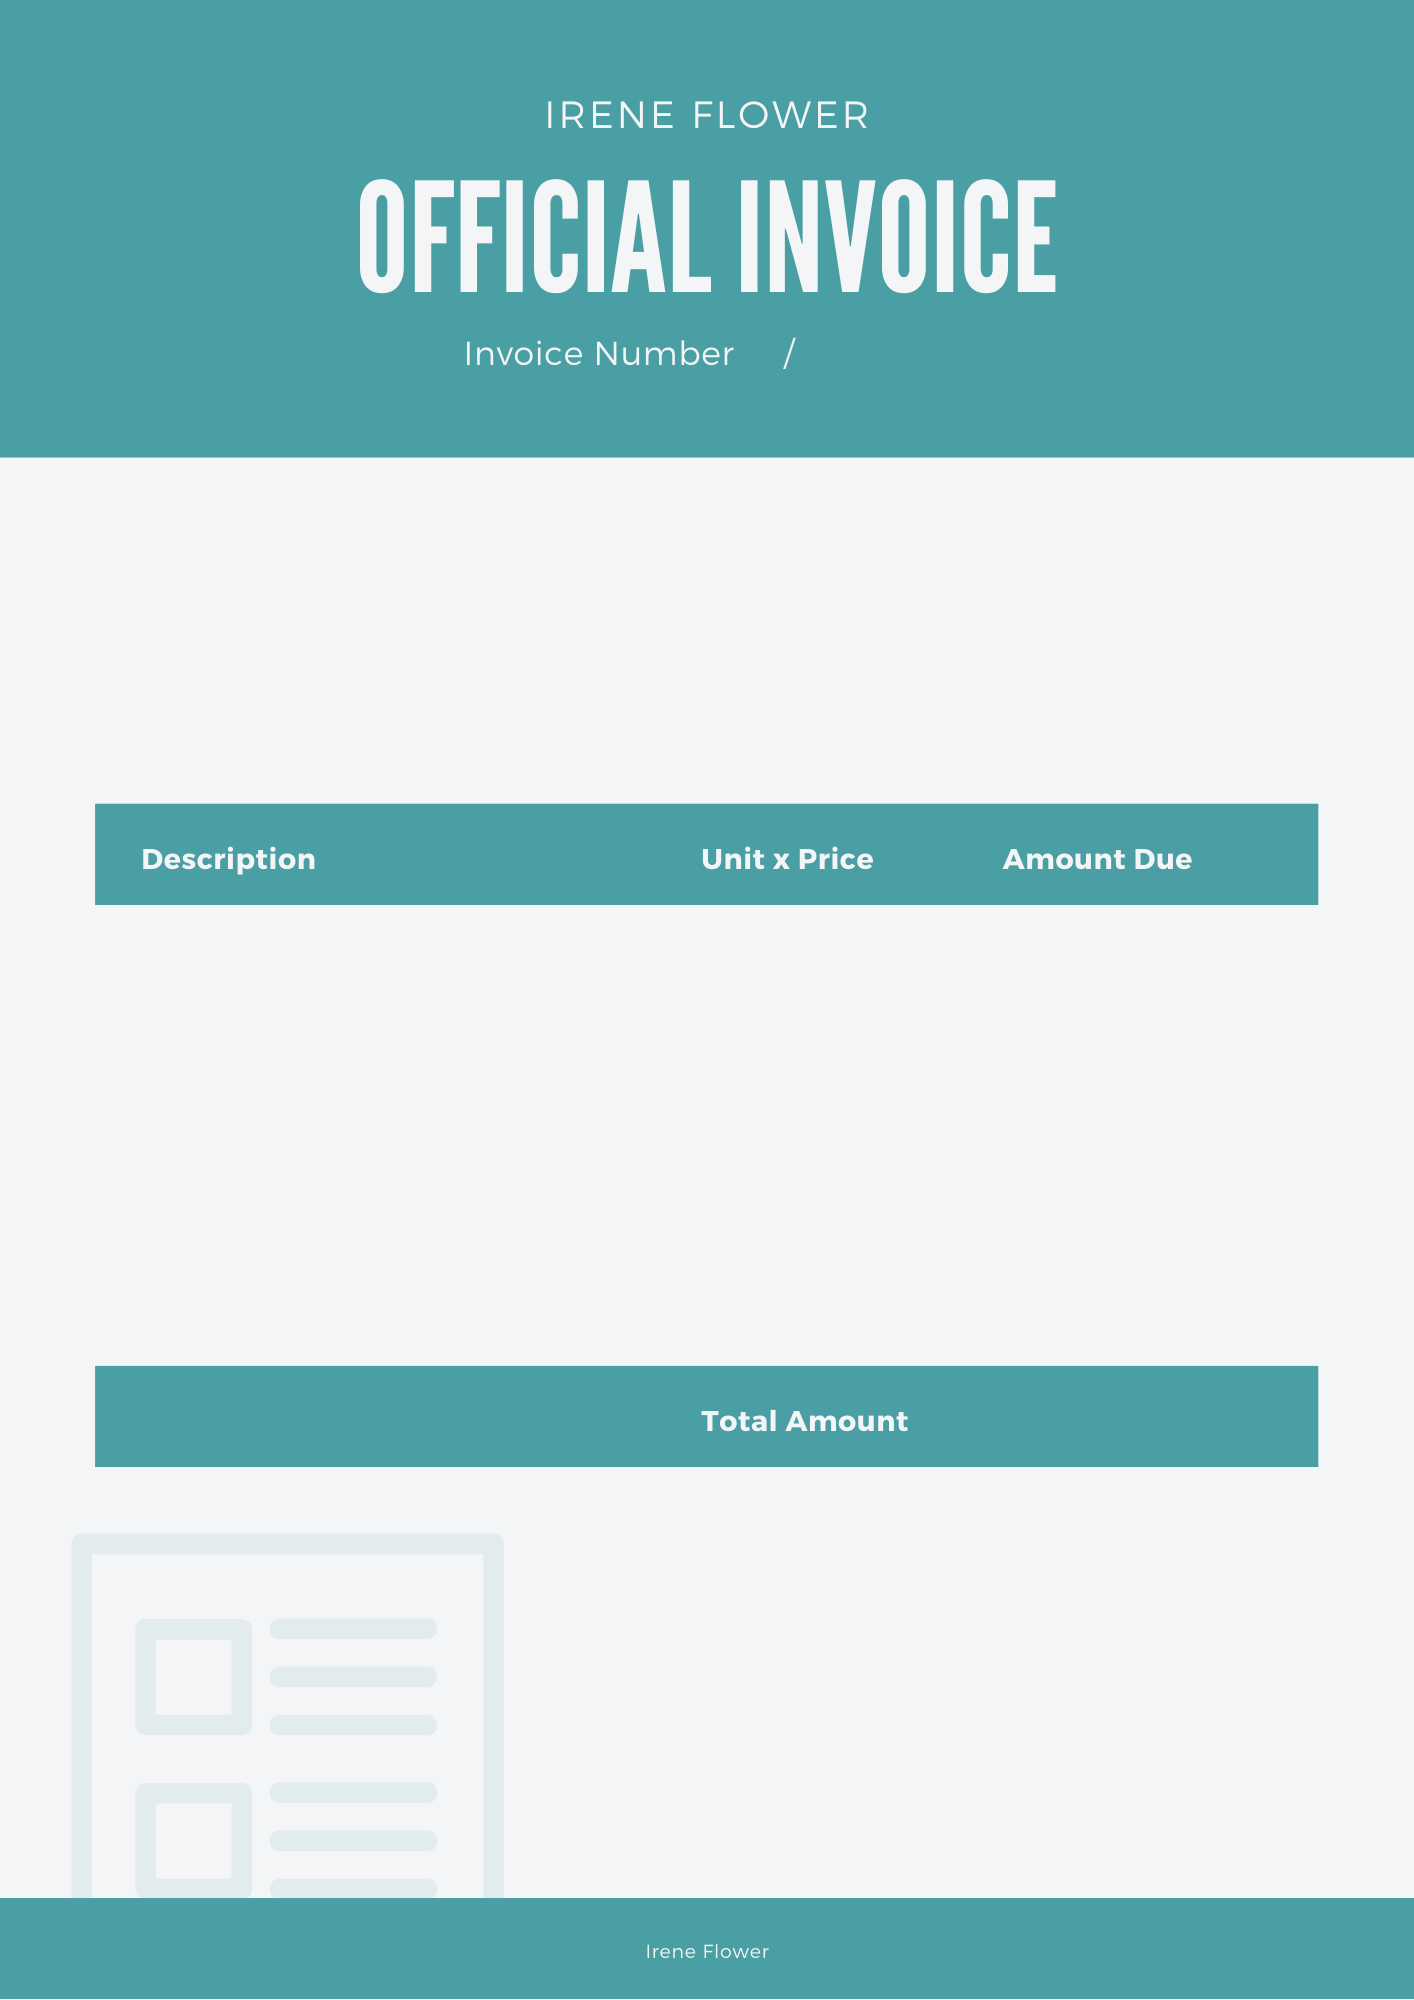 IRENE FLOWER
OFFICIAL INVOICE
Invoice Number /
Description Unit x Price Amount Due
Total Amount
Irene Flower